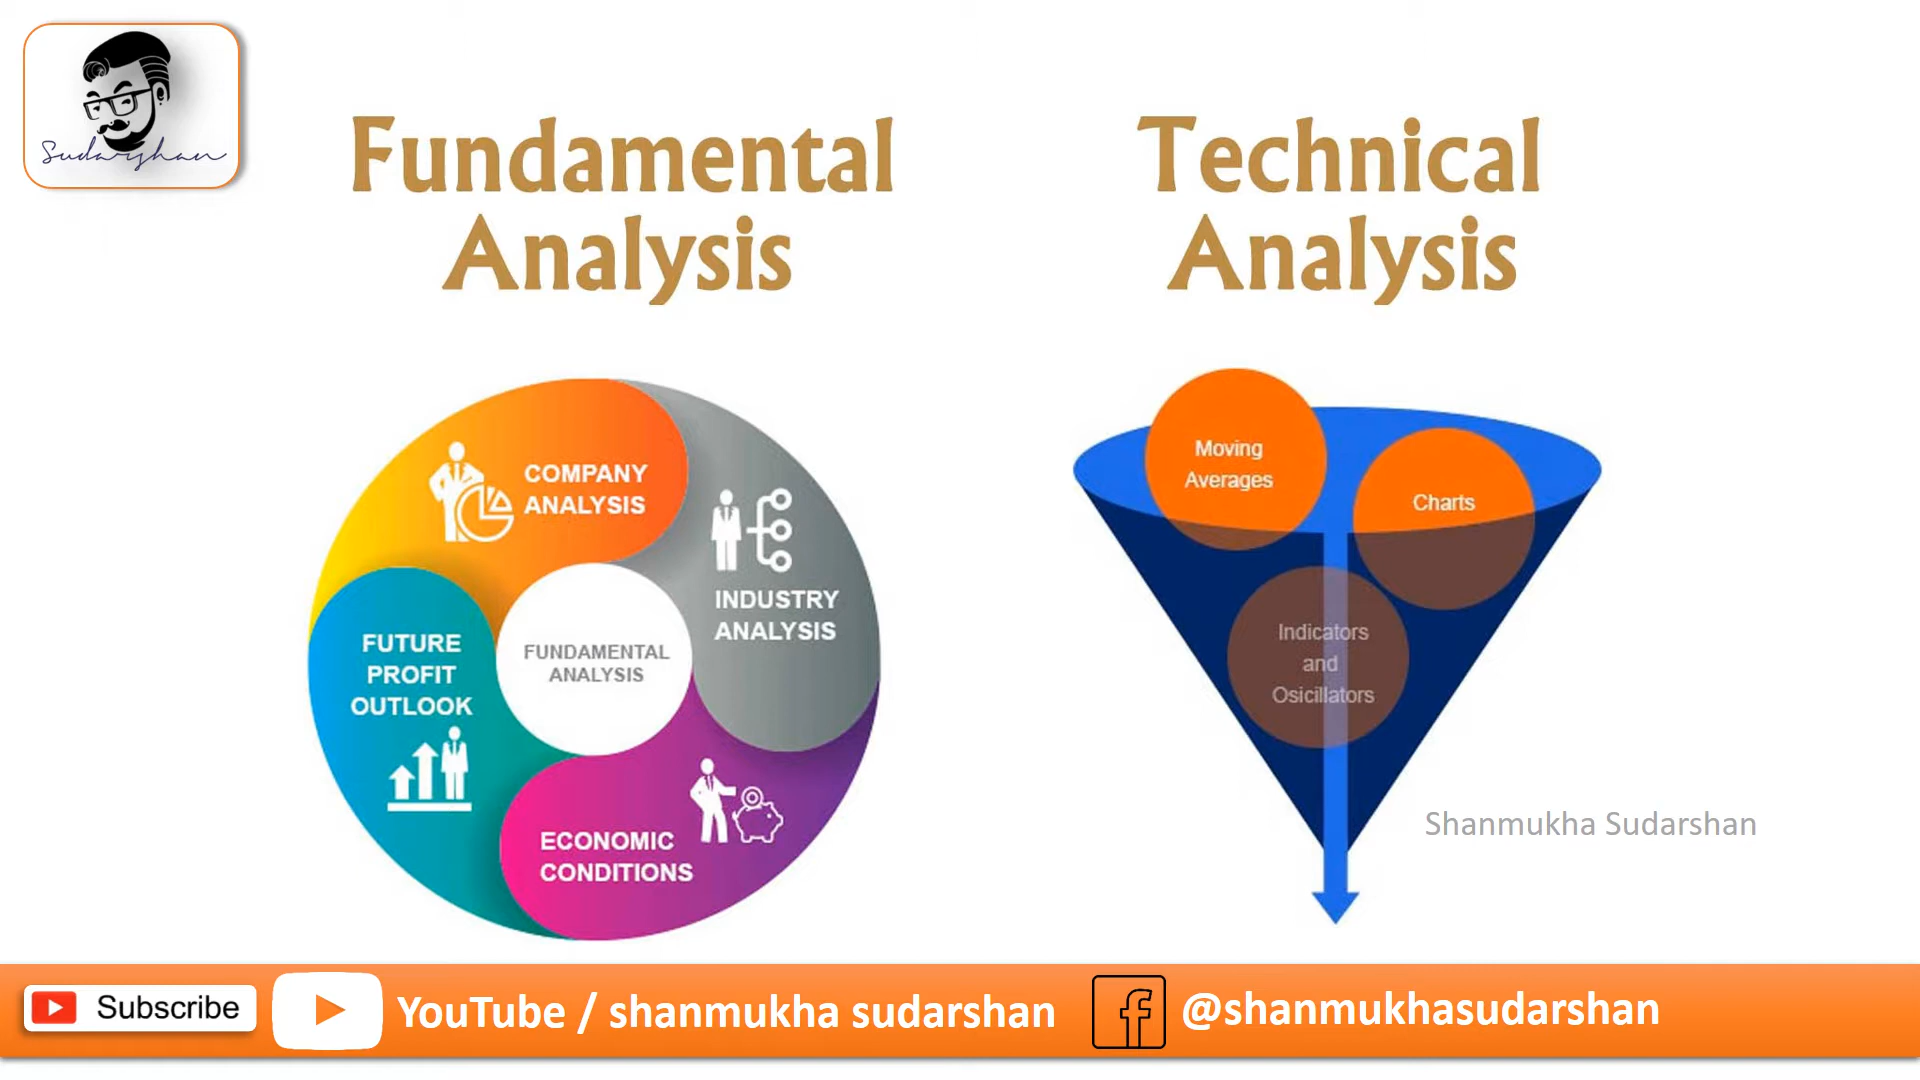 Sudarshan
Fundamental
Analysis
Technical
Analysis
COMPANY
ANALYSIS
INDUSTRY
ANALYSIS
FUTURE
PROFIT
OUTLOOK
FUNDAMENTAL
ANALYSIS
ECONOMIC
CONDITIONS
Moving
Averages
Charts
Indicators
and
Osicillators
Shanmukha Sudarshan
Subscribe
YouTube / shanmukha sudarshan
@shanmukhasudarshan